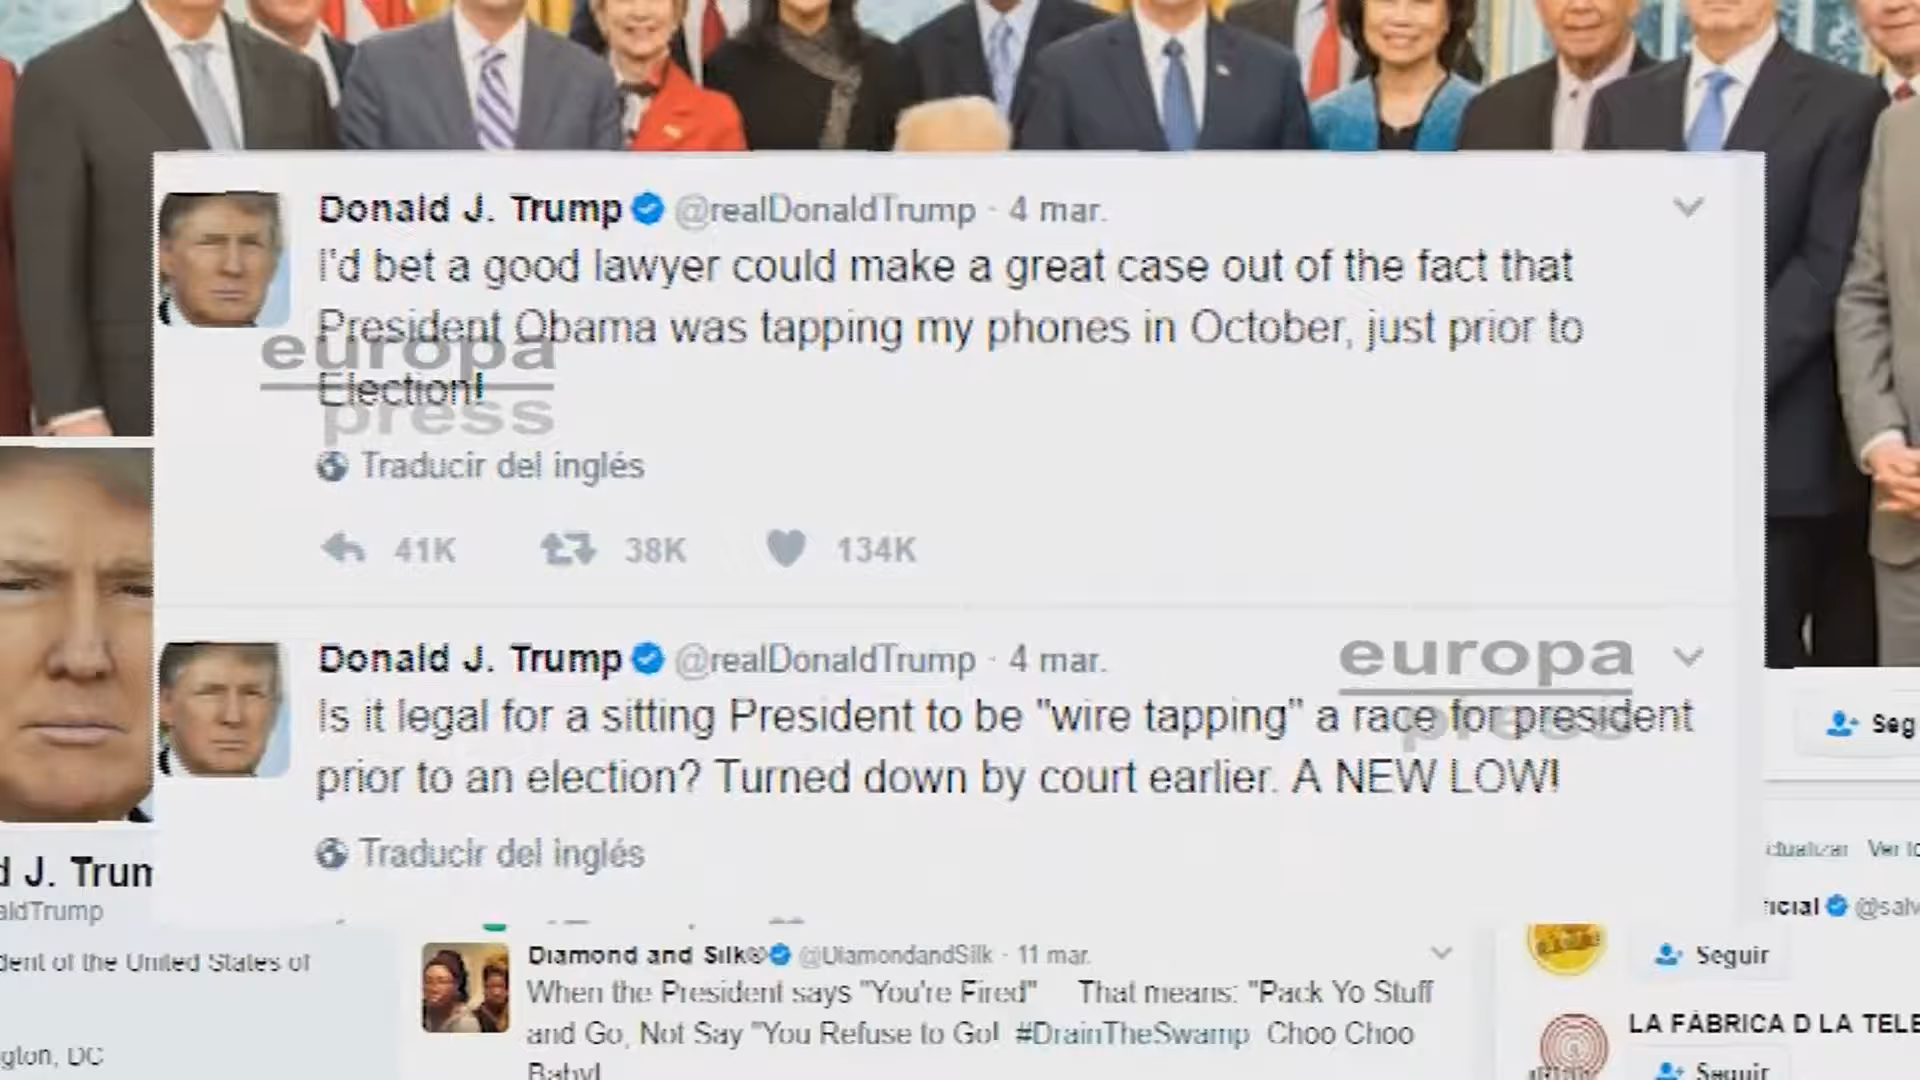 Donald J. Trump @realDonaldTrump · 4 mar.
I'd bet a good lawyer could make a great case out of the fact that
President Obama was tapping my phones in October, just prior to
Election!
europa
press
Traducir del inglés
41K 38K 134K
Donald J. Trump @realDonaldTrump · 4 mar.
europa
press
Is it legal for a sitting President to be "wire tapping" a race for president
prior to an election? Turned down by court earlier. A NEW LOW!
Traducir del inglés
Seg
d J. Trum
aldTrump
dent of the United States of
gton, DC
Diamond and Silk® @DiamondandSilk · 11 mar.
When the President says "You're Fired" That means: "Pack Yo Stuff
and Go, Not Say "You Refuse to Go! #DrainTheSwamp Choo Choo
Baby!
ctualizar Ver to
icial @salv
Seguir
LA FÁBRICA D LA TELE
Seguir